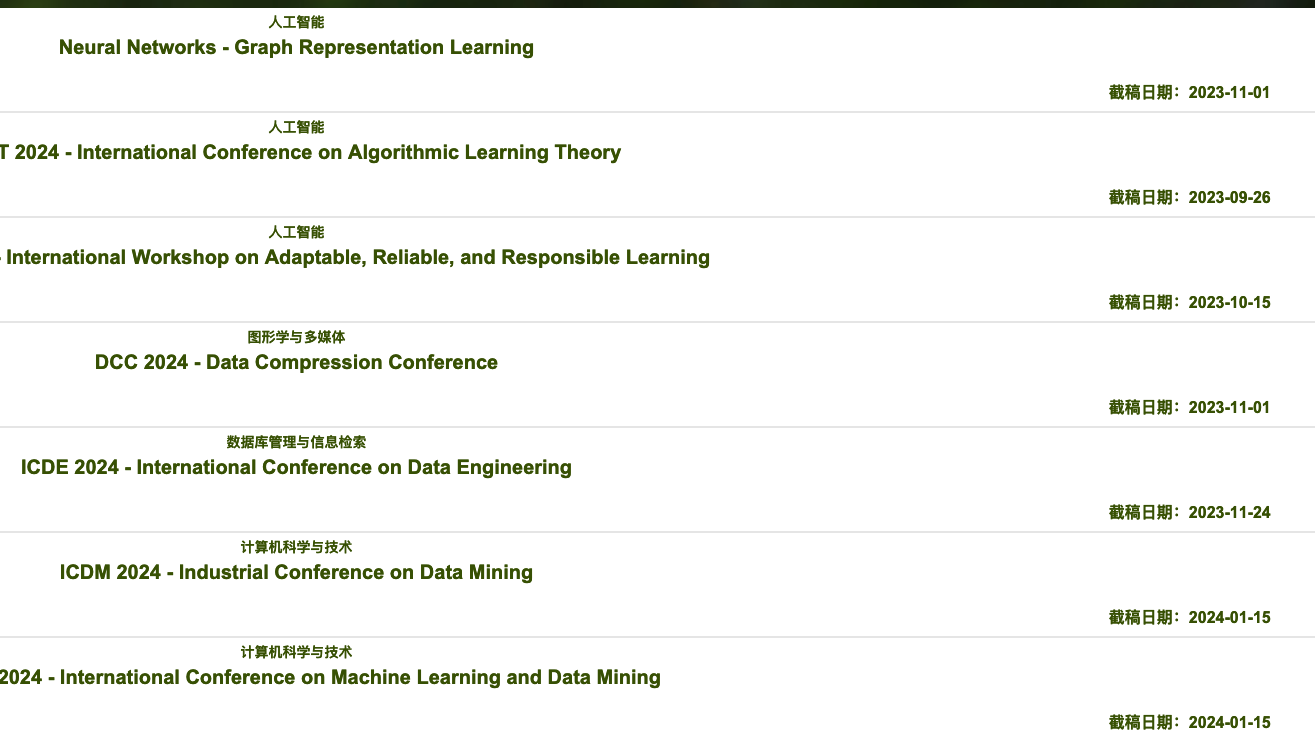 人工智能
Neural Networks - Graph Representation Learning
截稿日期：2023-11-01
人工智能
T 2024 - International Conference on Algorithmic Learning Theory
截稿日期：2023-09-26
人工智能
- International Workshop on Adaptable, Reliable, and Responsible Learning
截稿日期：2023-10-15
图形学与多媒体
DCC 2024 - Data Compression Conference
截稿日期：2023-11-01
数据库管理与信息检索
ICDE 2024 - International Conference on Data Engineering
截稿日期：2023-11-24
计算机科学与技术
ICDM 2024 - Industrial Conference on Data Mining
截稿日期：2024-01-15
计算机科学与技术
2024 - International Conference on Machine Learning and Data Mining
截稿日期：2024-01-15